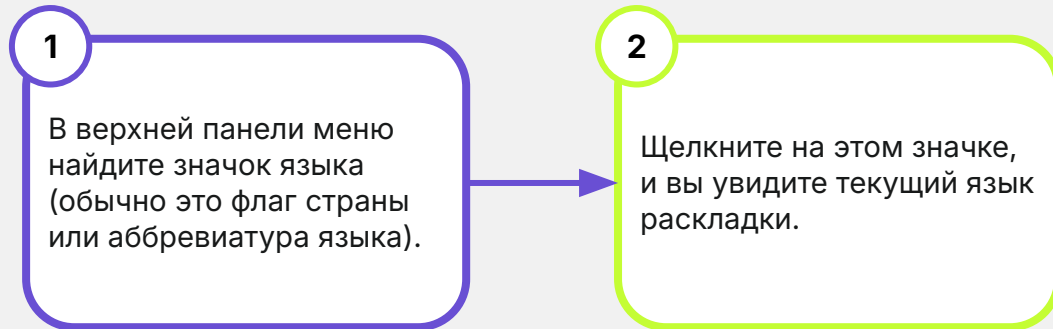 1
В верхней панели меню
найдите значок языка
(обычно это флаг страны
или аббревиатура языка).
2
Щелкните на этом значке,
и вы увидите текущий язык
раскладки.